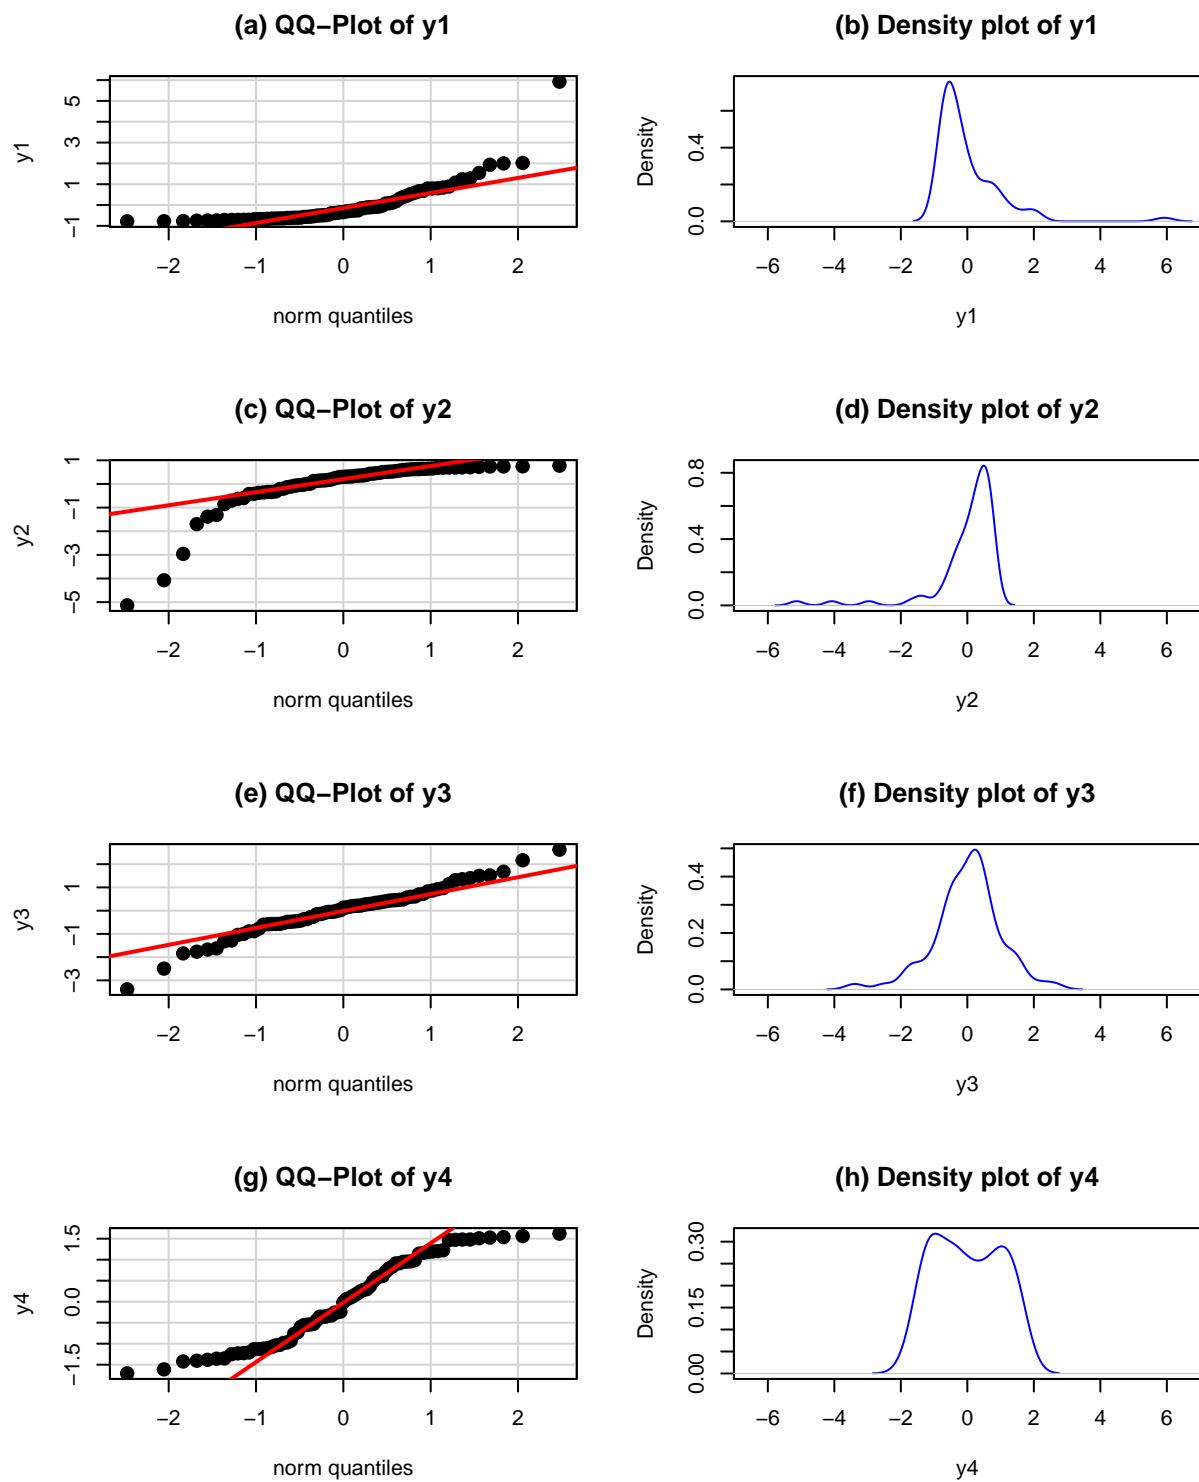 (a) QQ−Plot of y1
y1
−1 1 3 5
−2 −1 0 1 2
norm quantiles
(b) Density plot of y1
Density
0.0 0.4
−6 −4 −2 0 2 4 6
y1
(c) QQ−Plot of y2
y2
−5 −3 −1 1
−2 −1 0 1 2
norm quantiles
(d) Density plot of y2
Density
0.0 0.4 0.8
−6 −4 −2 0 2 4 6
y2
(e) QQ−Plot of y3
y3
−3 −1 1
−2 −1 0 1 2
norm quantiles
(f) Density plot of y3
Density
0.0 0.2 0.4
−6 −4 −2 0 2 4 6
y3
(g) QQ−Plot of y4
y4
−1.5 0.0 1.5
−2 −1 0 1 2
norm quantiles
(h) Density plot of y4
Density
0.00 0.15 0.30
−6 −4 −2 0 2 4 6
y4